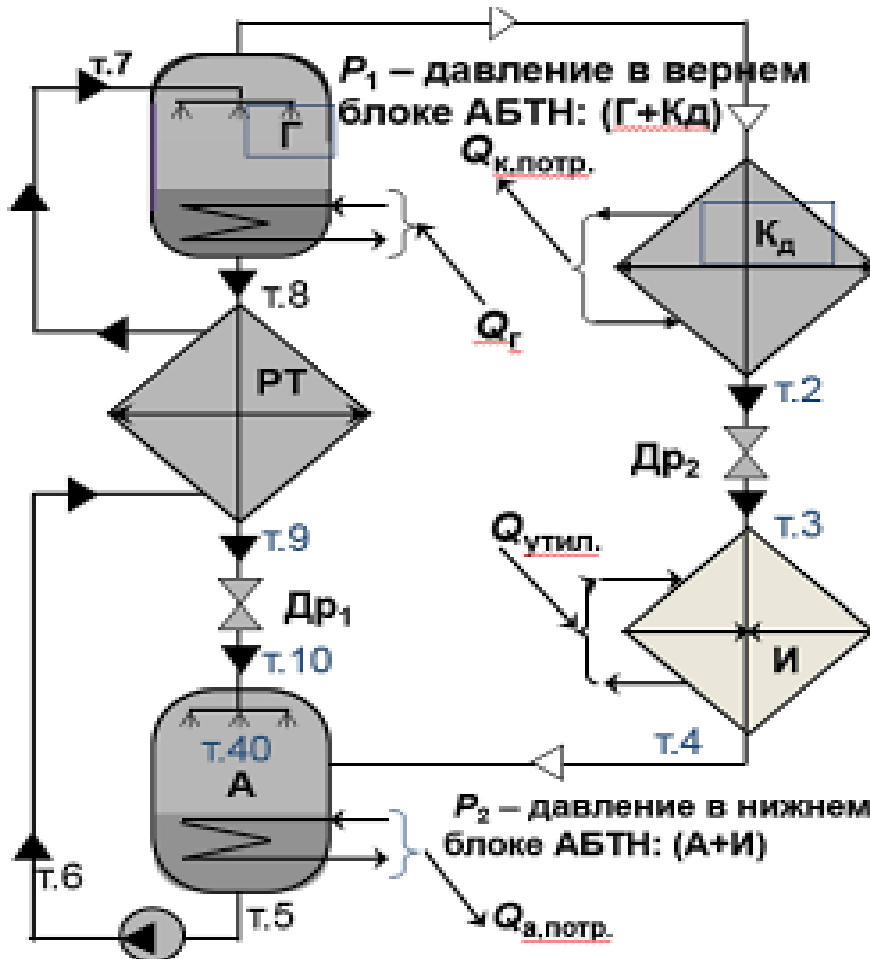 т.7
P₁ – давление в вернем
блоке АБТН: (Г+Кд)
Г
Qк.потр.
Кд
т.8
Qг
РТ
т.2
Др₂
т.9
Qутил.
т.3
Др₁
т.10
И
т.40
т.4
А
P₂ – давление в нижнем
блоке АБТН: (А+И)
т.6
т.5
Qа,потр.